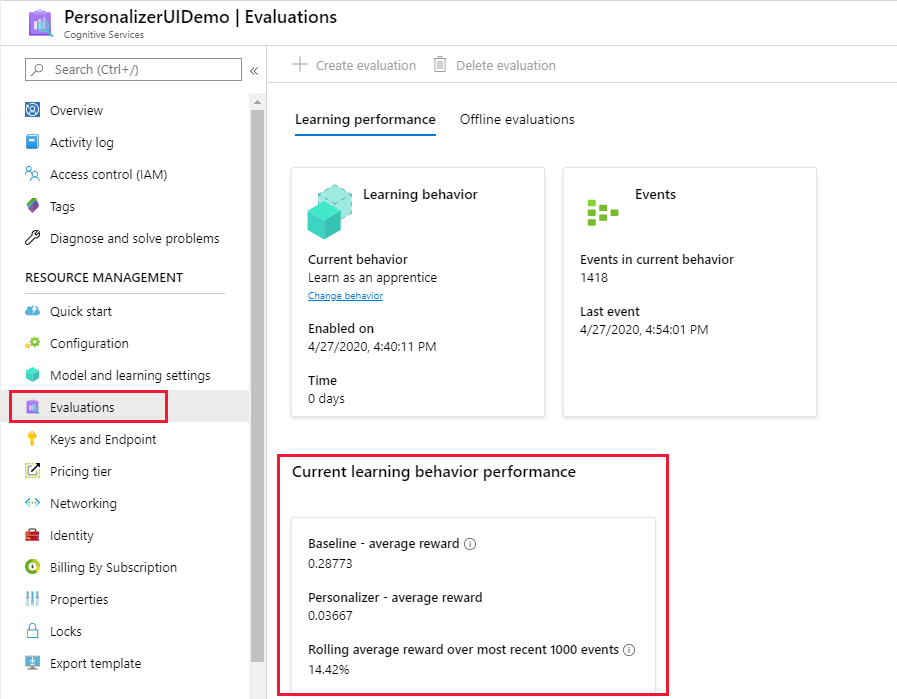 PersonalizerUIDemo | Evaluations
Cognitive Services
Search (Ctrl+/)
«
Overview
Activity log
Access control (IAM)
Tags
Diagnose and solve problems
RESOURCE MANAGEMENT
Quick start
Configuration
Model and learning settings
Evaluations
Keys and Endpoint
Pricing tier
Networking
Identity
Billing By Subscription
Properties
Locks
Export template
Create evaluation
Delete evaluation
Learning performance
Offline evaluations
Learning behavior
Current behavior
Learn as an apprentice
Change behavior
Enabled on
4/27/2020, 4:40:11 PM
Time
0 days
Events
Events in current behavior
1418
Last event
4/27/2020, 4:54:01 PM
Current learning behavior performance
Baseline - average reward
0.28773
Personalizer - average reward
0.03667
Rolling average reward over most recent 1000 events
14.42%